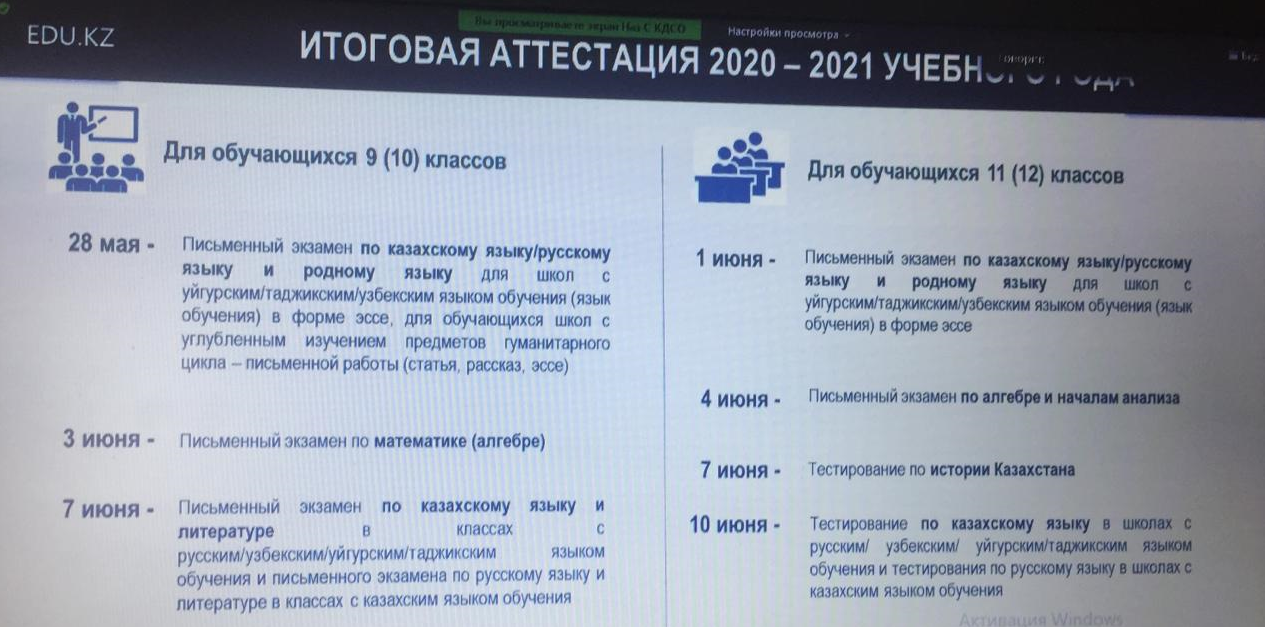 EDU.KZ
Вы просматриваете экран
Настройки просмотра
ИТОГОВАЯ АТТЕСТАЦИЯ 2020 – 2021 УЧЕБНОГО ГОДА
Для обучающихся 9 (10) классов
28 мая -
Письменный экзамен по казахскому языку/русскому
языку и родному языку для школ с
уйгурским/таджикским/узбекским языком обучения (язык
обучения) в форме эссе, для обучающихся школ с
углубленным изучением предметов гуманитарного
цикла – письменной работы (статья, рассказ, эссе)
3 июня -
Письменный экзамен по математике (алгебре)
7 июня -
Письменный экзамен по казахскому языку и
литературе в классах с
русским/узбекским/уйгурским/таджикским языком
обучения и письменного экзамена по русскому языку и
литературе в классах с казахским языком обучения
Для обучающихся 11 (12) классов
1 июня -
Письменный экзамен по казахскому языку/русскому
языку и родному языку для школ с
уйгурским/таджикским/узбекским языком обучения (язык
обучения) в форме эссе
4 июня -
Письменный экзамен по алгебре и началам анализа
7 июня -
Тестирование по истории Казахстана
10 июня -
Тестирование по казахскому языку в школах с
русским/ узбекским/ уйгурским/таджикским языком
обучения и тестирования по русскому языку в школах с
казахским языком обучения
Активация Windows